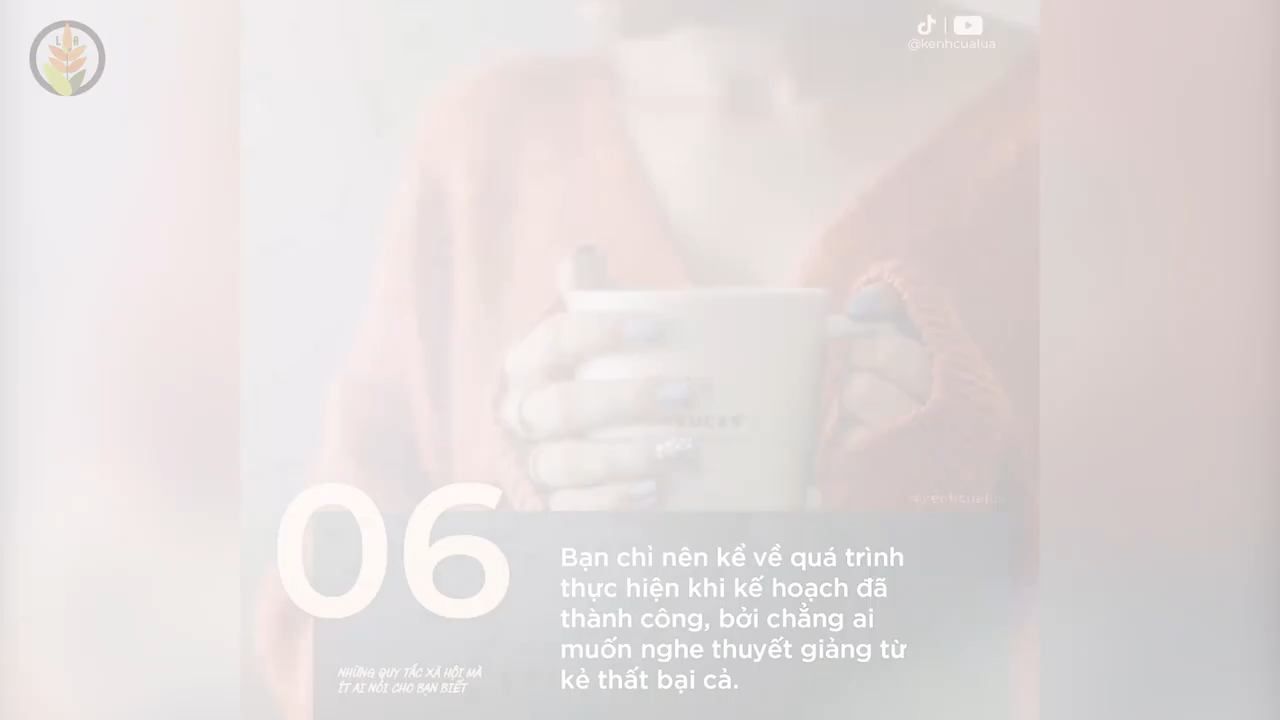 L A
@kenhcualua
@kenhcualua
06
Bạn chỉ nên kể về quá trình
thực hiện khi kế hoạch đã
thành công, bởi chẳng ai
muốn nghe thuyết giảng từ
kẻ thất bại cả.
NHỮNG QUY TẮC XÃ HỘI MÀ
ÍT AI NÓI CHO BẠN BIẾT